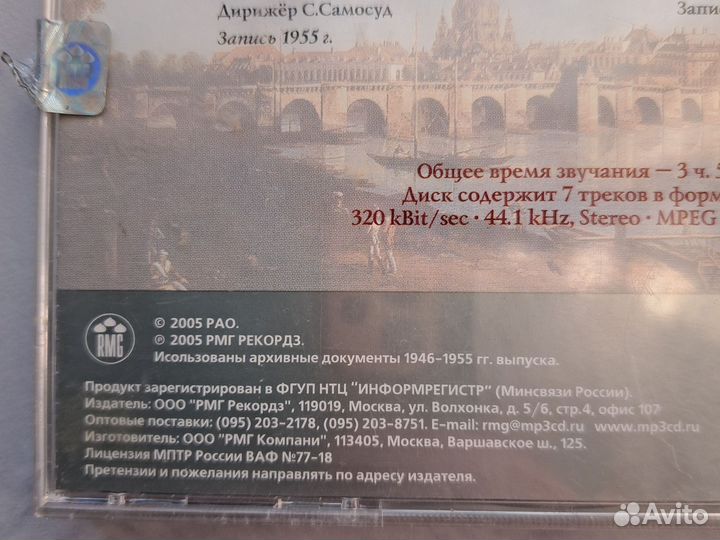 Дирижёр С.Самосуд
Запись 1955 г.
Общее время звучания – 3 ч. 5
Диск содержит 7 треков в
320 kBit/sec · 44.1 kHz, Stereo · MPEG
RMG
© 2005 РАО.
℗ 2005 РМГ РЕКОРДЗ.
Исользованы архивные документы 1946–1955 гг. выпуска.
Продукт зарегистрирован в ФГУП НТЦ "ИНФОРМРЕГИСТР" (Минсвязи России).
Издатель: ООО "РМГ Рекордз", 119019, Москва, ул. Волхонка, д. 5/6, стр.4, офис 107
Оптовые поставки: (095) 203-2178, (095) 203-8751. E-mail: rmg@mp3cd.ru www.mp3cd.ru
Изготовитель: ООО "РМГ Компани", 113405, Москва, Варшавское ш., 125.
Лицензия МПТР России ВАФ №77-18
Претензии и пожелания направлять по адресу издателя.
Avito